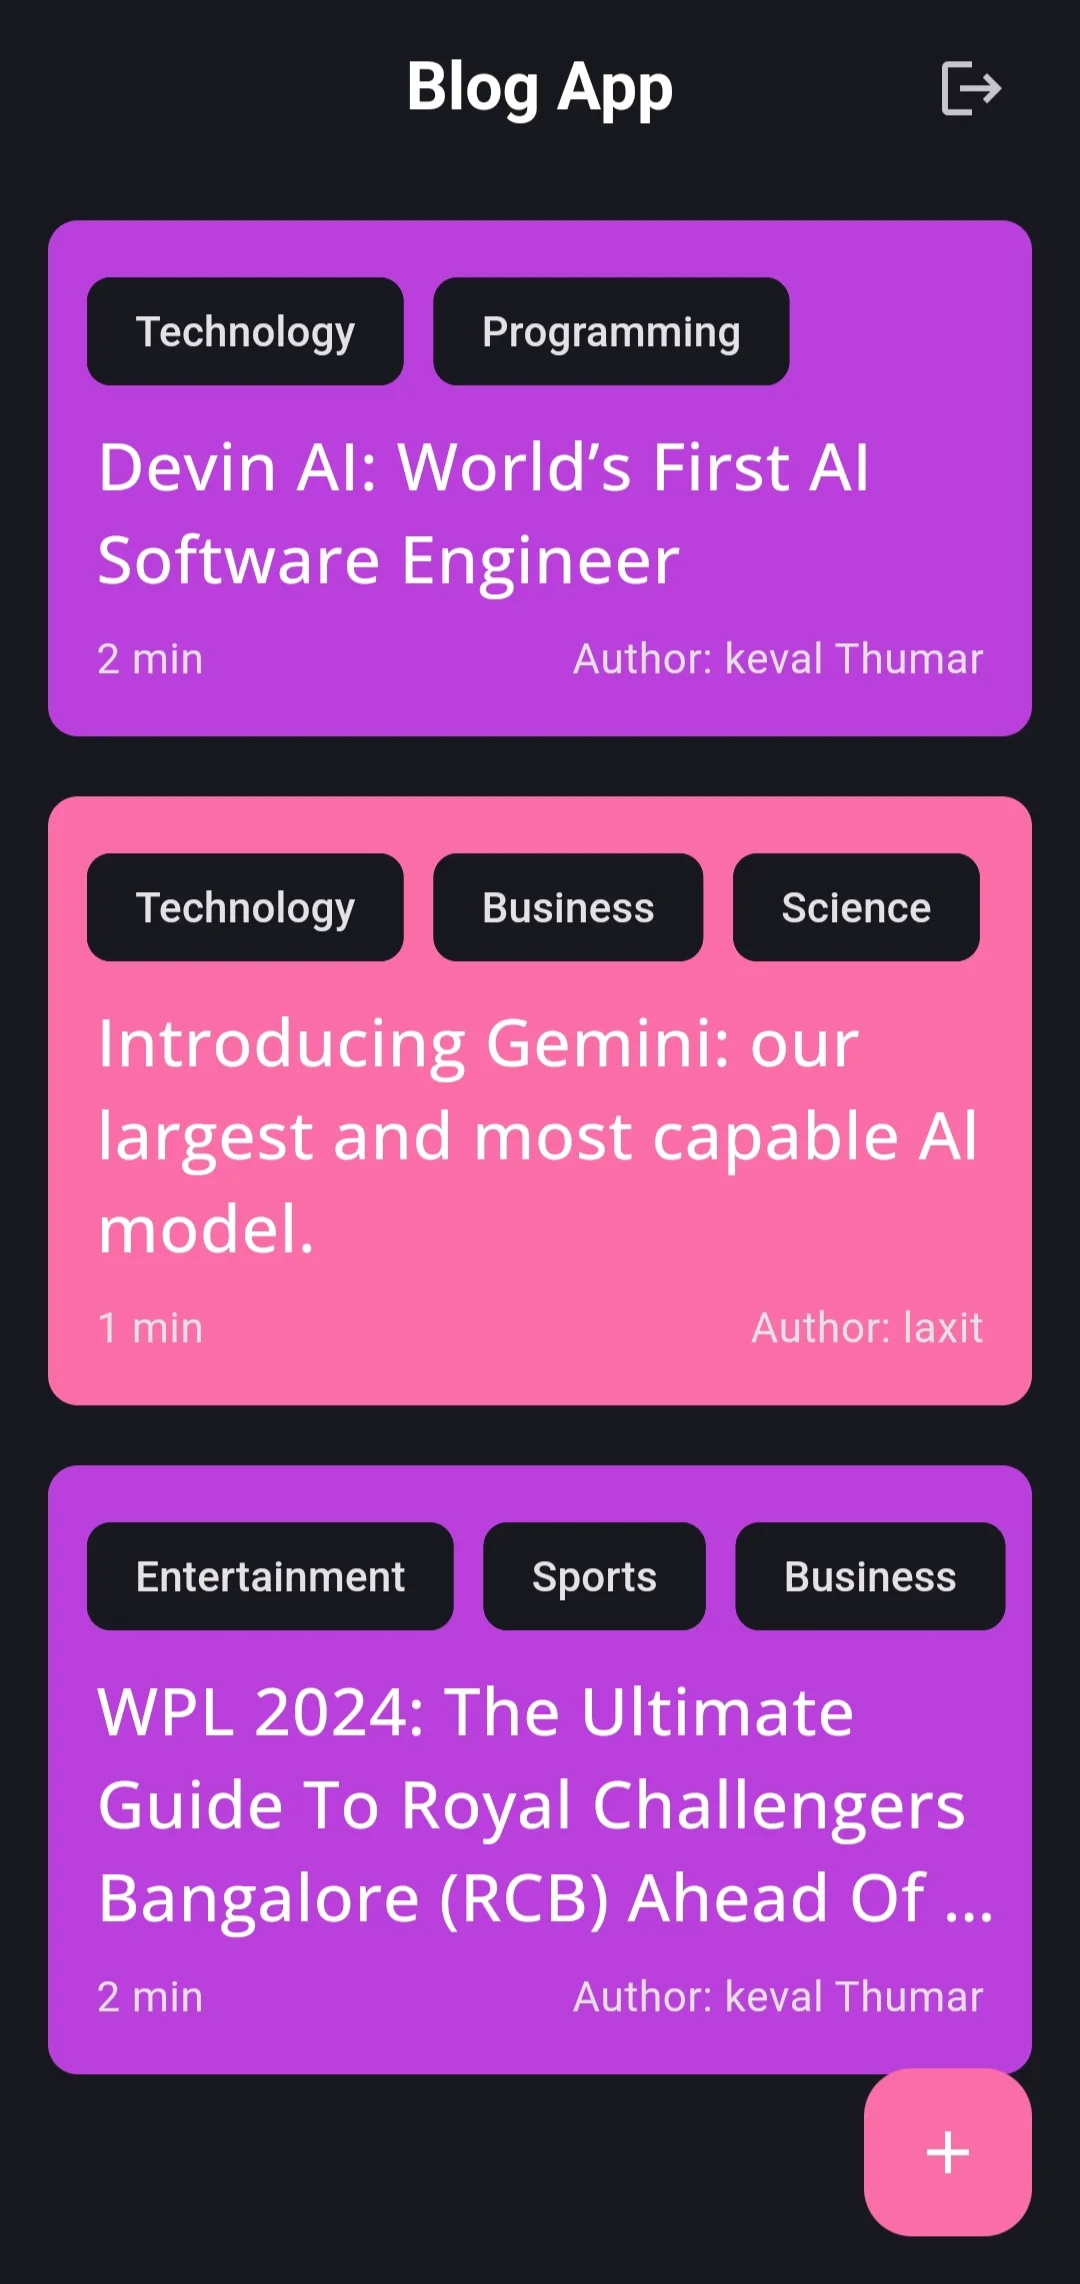 Blog App
Technology Programming
Devin AI: World’s First AI
Software Engineer
2 min Author: keval Thumar
Technology Business Science
Introducing Gemini: our
largest and most capable Al
model.
1 min Author: laxit
Entertainment Sports Business
WPL 2024: The Ultimate
Guide To Royal Challengers
Bangalore (RCB) Ahead Of ...
2 min Author: keval Thumar
+